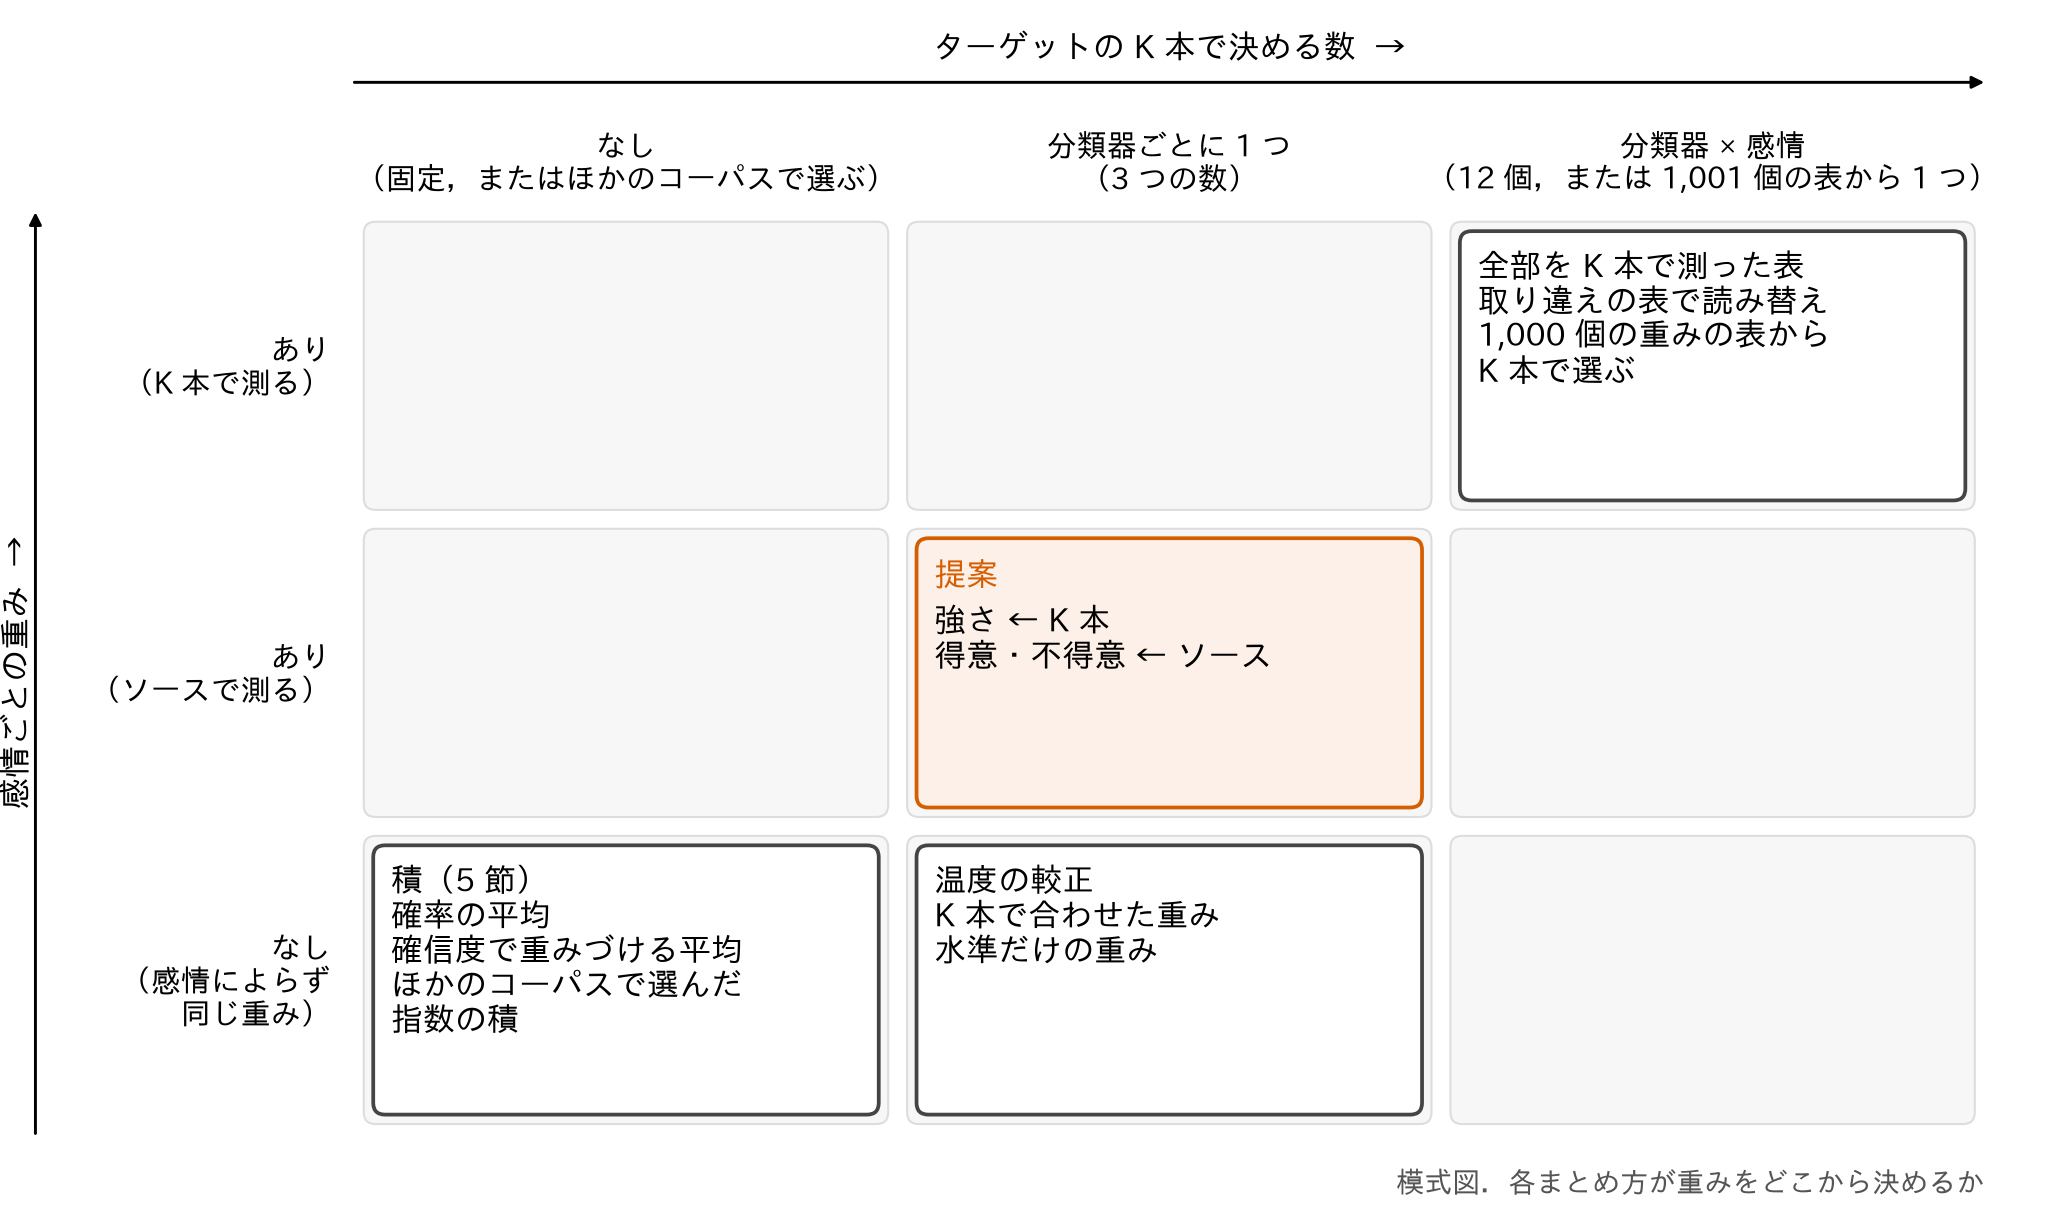 ターゲットの K 本で決める数 →
なし
（固定，またはほかのコーパスで選ぶ）
分類器ごとに 1 つ
（3 つの数）
分類器 × 感情
（12 個，または 1,001 個の表から 1 つ）
感情ごとの重み →
あり
（K 本で測る）
全部を K 本で測った表
取り違えの表で読み替え
1,000 個の重みの表から
K 本で選ぶ
あり
（ソースで測る）
提案
強さ ← K 本
得意・不得意 ← ソース
なし
（感情によらず
同じ重み）
積（5 節）
確率の平均
確信度で重みづける平均
ほかのコーパスで選んだ
指数の積
温度の較正
K 本で合わせた重み
水準だけの重み
模式図．各まとめ方が重みをどこから決めるか